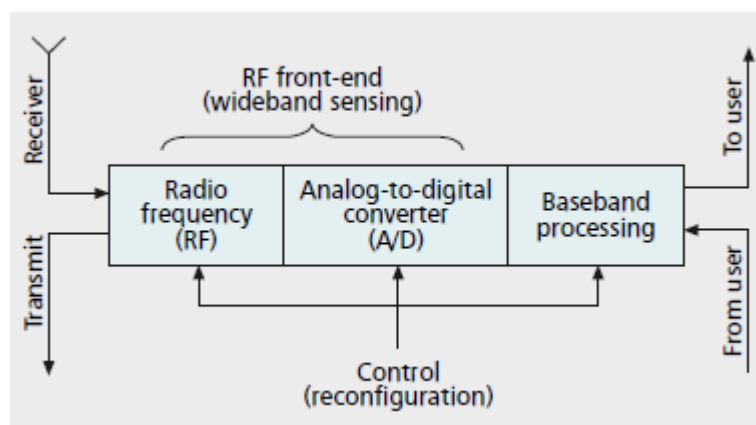 RF front-end
(wideband sensing)
Receiver
To user
Radio
frequency
(RF)
Analog-to-digital
converter
(A/D)
Baseband
processing
Transmit
From user
Control
(reconfiguration)